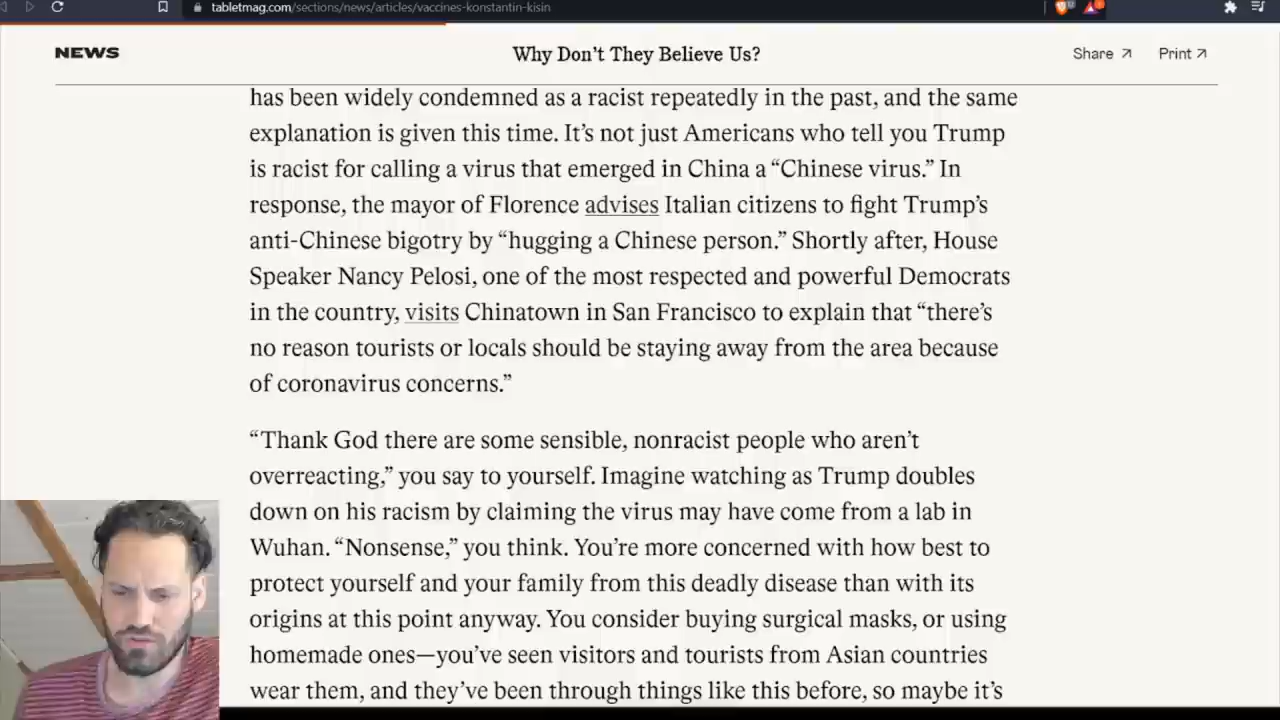 tabletmag.com/sections/news/articles/vaccines-konstantin-kisin
NEWS
Why Don't They Believe Us?
Share
Print
has been widely condemned as a racist repeatedly in the past, and the same
explanation is given this time. It's not just Americans who tell you Trump
is racist for calling a virus that emerged in China a “Chinese virus.” In
response, the mayor of Florence advises Italian citizens to fight Trump's
anti-Chinese bigotry by “hugging a Chinese person.” Shortly after, House
Speaker Nancy Pelosi, one of the most respected and powerful Democrats
in the country, visits Chinatown in San Francisco to explain that “there's
no reason tourists or locals should be staying away from the area because
of coronavirus concerns.”
“Thank God there are some sensible, nonracist people who aren't
overreacting,” you say to yourself. Imagine watching as Trump doubles
down on his racism by claiming the virus may have come from a lab in
Wuhan. “Nonsense,” you think. You're more concerned with how best to
protect yourself and your family from this deadly disease than with its
origins at this point anyway. You consider buying surgical masks, or using
homemade ones—you've seen visitors and tourists from Asian countries
wear them, and they've been through things like this before, so maybe it's